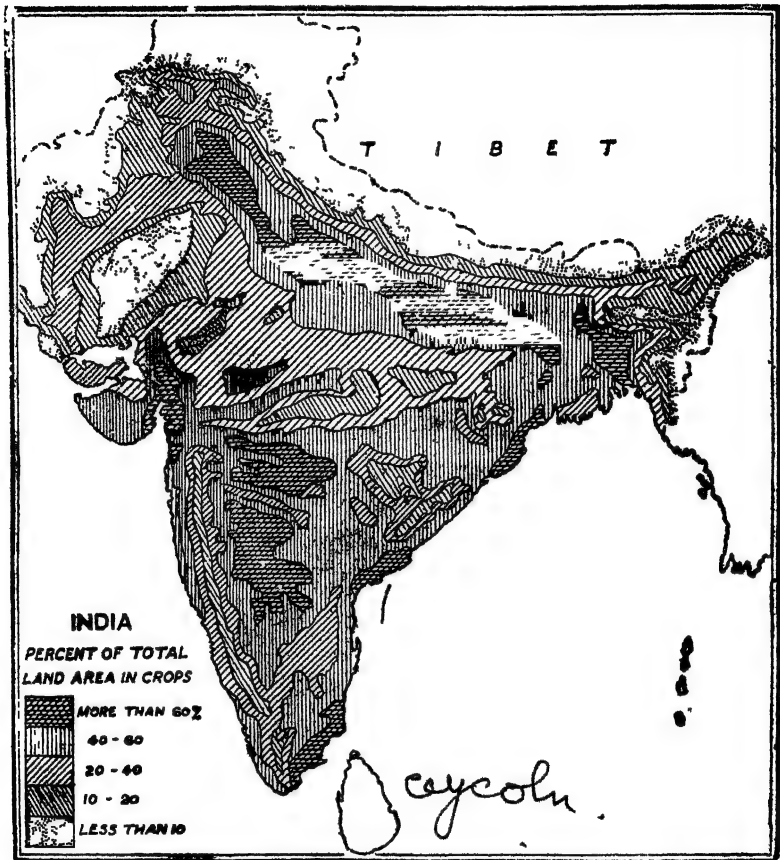 TIBET
INDIA
PERCENT OF TOTAL
LAND AREA IN CROPS
MORE THAN 60%
40 - 60
20 - 40
10 - 20
LESS THAN 10